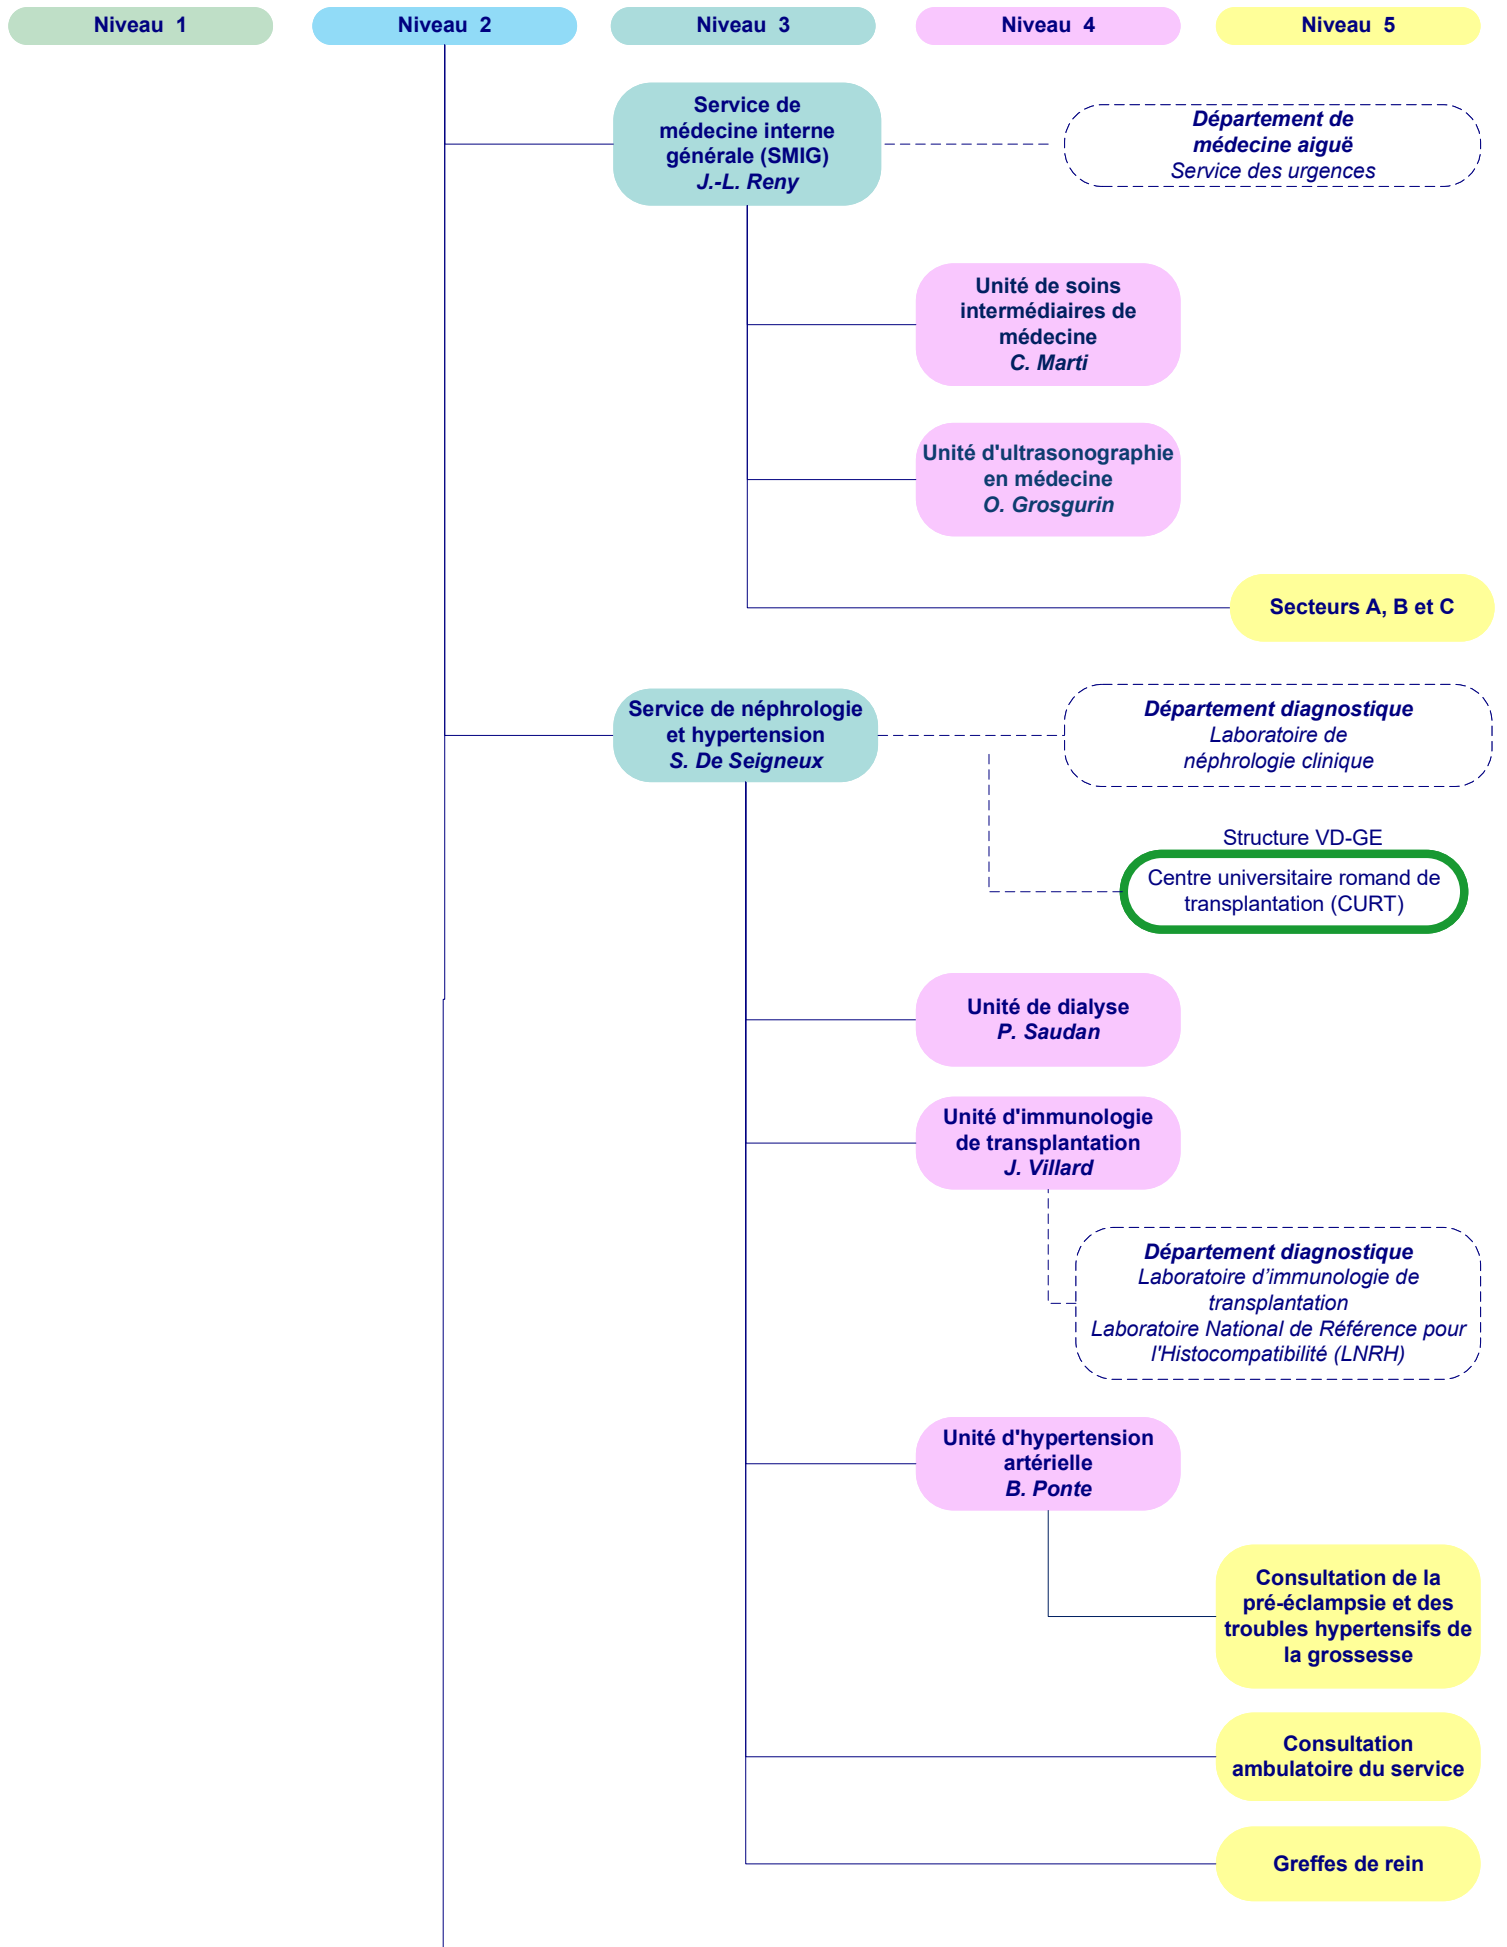 Niveau 1
Niveau 2
Niveau 3
Niveau 4
Niveau 5
Service de
médecine interne
générale (SMIG)
J.-L. Reny
Département de
médecine aiguë
Service des urgences
Unité de soins
intermédiaires de
médecine
C. Marti
Unité d'ultrasonographie
en médecine
O. Grosgurin
Secteurs A, B et C
Service de néphrologie
et hypertension
S. De Seigneux
Département diagnostique
Laboratoire de
néphrologie clinique
Structure VD-GE
Centre universitaire romand de
transplantation (CURT)
Unité de dialyse
P. Saudan
Unité d'immunologie
de transplantation
J. Villard
Département diagnostique
Laboratoire d’immunologie de
transplantation
Laboratoire National de Référence pour
l'Histocompatibilité (LNRH)
Unité d'hypertension
artérielle
B. Ponte
Consultation de la
pré-éclampsie et des
troubles hypertensifs de
la grossesse
Consultation
ambulatoire du service
Greffes de rein